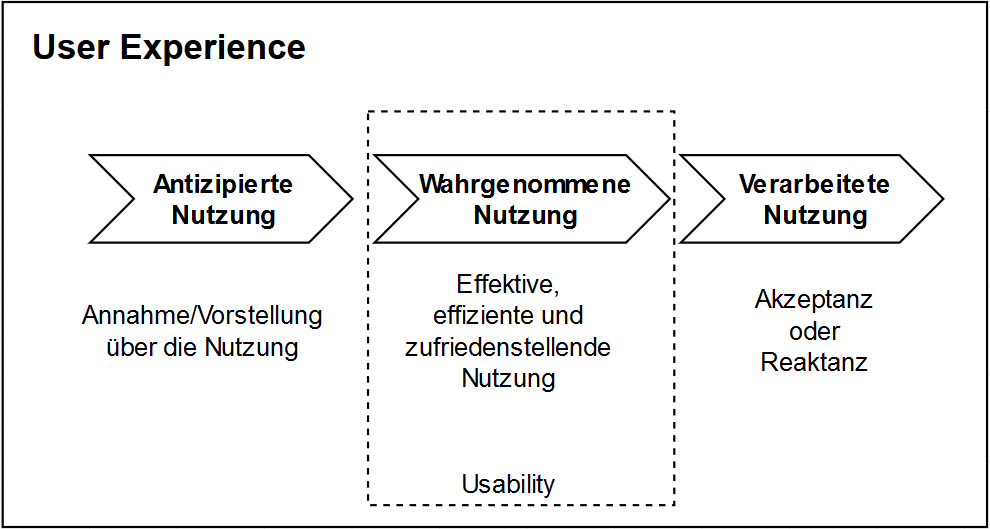 User Experience
Antizipierte
Nutzung
Wahrgenommene
Nutzung
Verarbeitete
Nutzung
Annahme/Vorstellung
über die Nutzung
Effektive,
effiziente und
zufriedenstellende
Nutzung
Akzeptanz
oder
Reaktanz
Usability